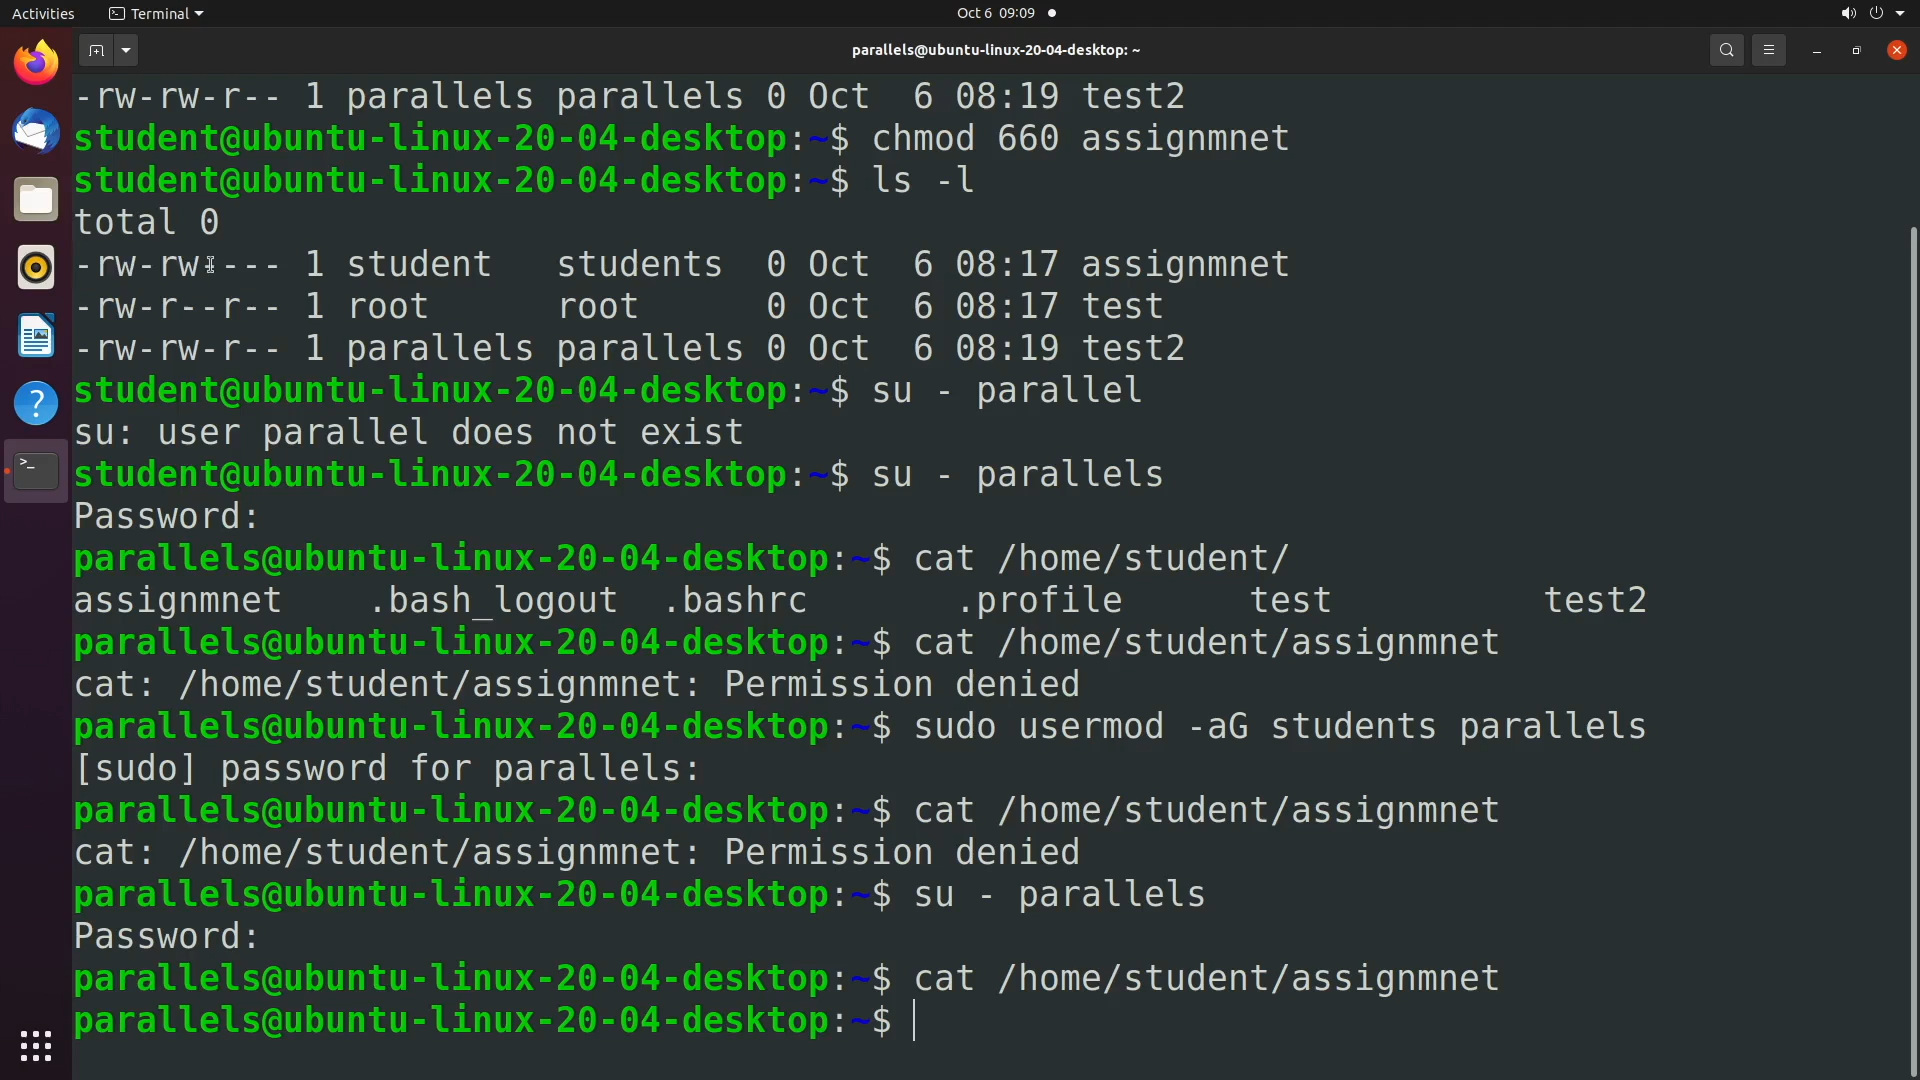 Activities Terminal Oct 6 09:09
parallels@ubuntu-linux-20-04-desktop: ~
-rw-rw-r-- 1 parallels parallels 0 Oct  6 08:19 test2
student@ubuntu-linux-20-04-desktop:~$ chmod 660 assignmnet
student@ubuntu-linux-20-04-desktop:~$ ls -l
total 0
-rw-rw---- 1 student   students  0 Oct  6 08:17 assignmnet
-rw-r--r-- 1 root      root      0 Oct  6 08:17 test
-rw-rw-r-- 1 parallels parallels 0 Oct  6 08:19 test2
student@ubuntu-linux-20-04-desktop:~$ su - parallel
su: user parallel does not exist
student@ubuntu-linux-20-04-desktop:~$ su - parallels
Password:
parallels@ubuntu-linux-20-04-desktop:~$ cat /home/student/
assignmnet    .bash_logout  .bashrc       .profile      test          test2
parallels@ubuntu-linux-20-04-desktop:~$ cat /home/student/assignmnet
cat: /home/student/assignmnet: Permission denied
parallels@ubuntu-linux-20-04-desktop:~$ sudo usermod -aG students parallels
[sudo] password for parallels:
parallels@ubuntu-linux-20-04-desktop:~$ cat /home/student/assignmnet
cat: /home/student/assignmnet: Permission denied
parallels@ubuntu-linux-20-04-desktop:~$ su - parallels
Password:
parallels@ubuntu-linux-20-04-desktop:~$ cat /home/student/assignmnet
parallels@ubuntu-linux-20-04-desktop:~$